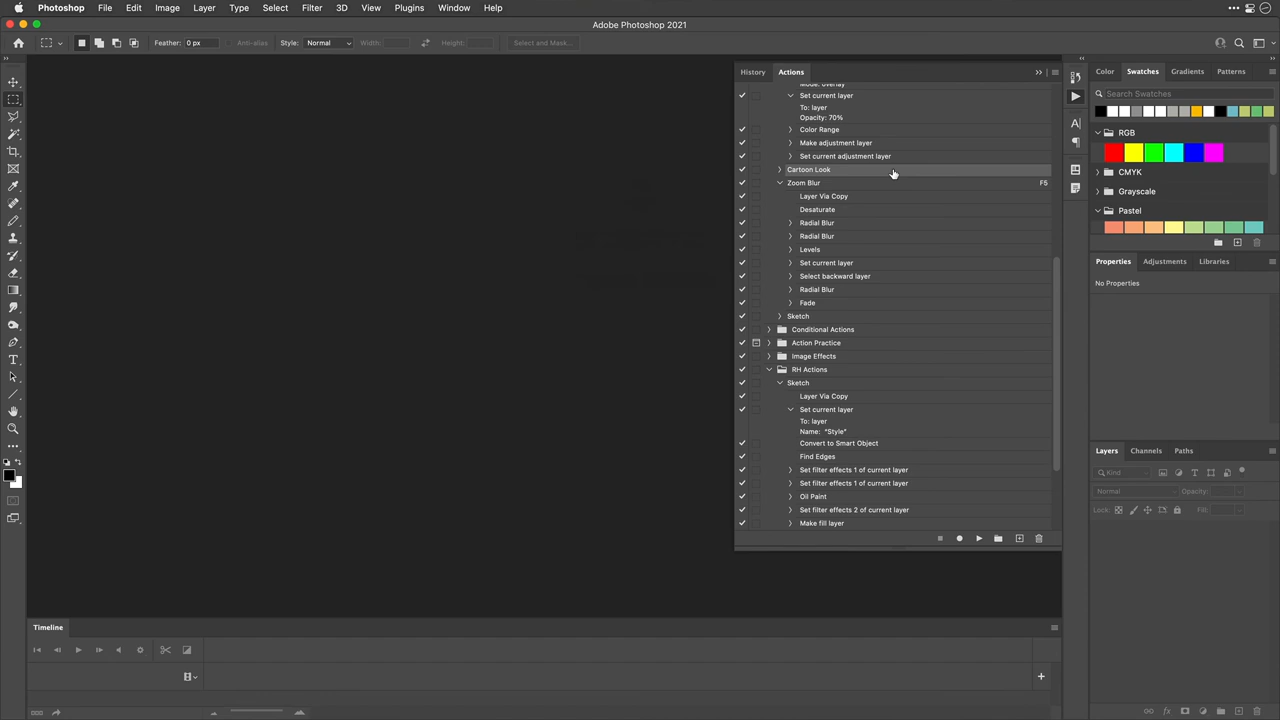 Photoshop File Edit Image Layer Type Select Filter 3D View Plugins Window Help
Adobe Photoshop 2021
Feather: 0 px Anti-alias Style: Normal Width: Height: Select and Mask...
History Actions
Mode: overlay
Set current layer
To: layer
Opacity: 70%
Color Range
Make adjustment layer
Set current adjustment layer
Cartoon Look
Zoom Blur F5
Layer Via Copy
Desaturate
Radial Blur
Radial Blur
Levels
Set current layer
Select backward layer
Radial Blur
Fade
Sketch
Conditional Actions
Action Practice
Image Effects
RH Actions
Sketch
Layer Via Copy
Set current layer
To: layer
Name: "Style"
Convert to Smart Object
Find Edges
Set filter effects 1 of current layer
Set filter effects 1 of current layer
Oil Paint
Set filter effects 2 of current layer
Make fill layer
Color Swatches Gradients Patterns
Search Swatches
RGB
CMYK
Grayscale
Pastel
Properties Adjustments Libraries
No Properties
Layers Channels Paths
Kind
Normal Opacity:
Lock: Fill:
Timeline